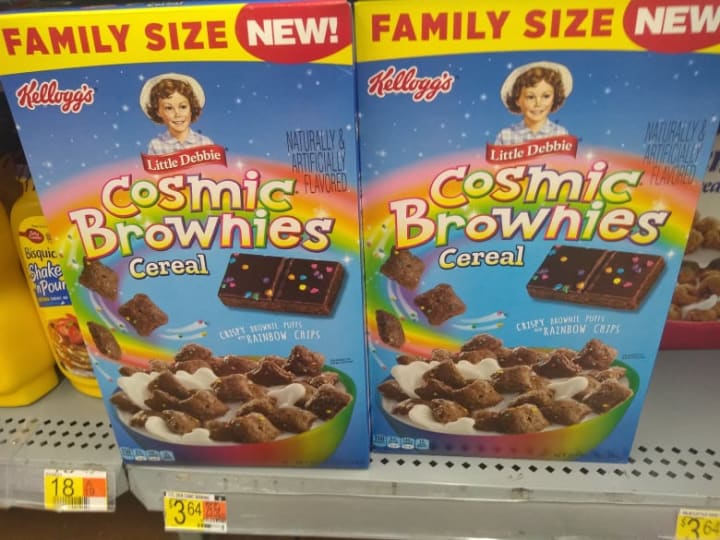 FAMILY SIZE NEW!
Kellogg's
Little Debbie
NATURALLY &
ARTIFICIALLY
FLAVORED
Cosmic
Brownies
Cereal
CRISPY BROWNIE PUFFS
WITH RAINBOW CHIPS
FAMILY SIZE NEW
Kellogg's
Little Debbie
NATURALLY &
ARTIFICIALLY
FLAVORED
Cosmic
Brownies
Cereal
CRISPY BROWNIE PUFFS
WITH RAINBOW CHIPS
Bisquic
Shake
n Pour
18
$3 64
$3 64